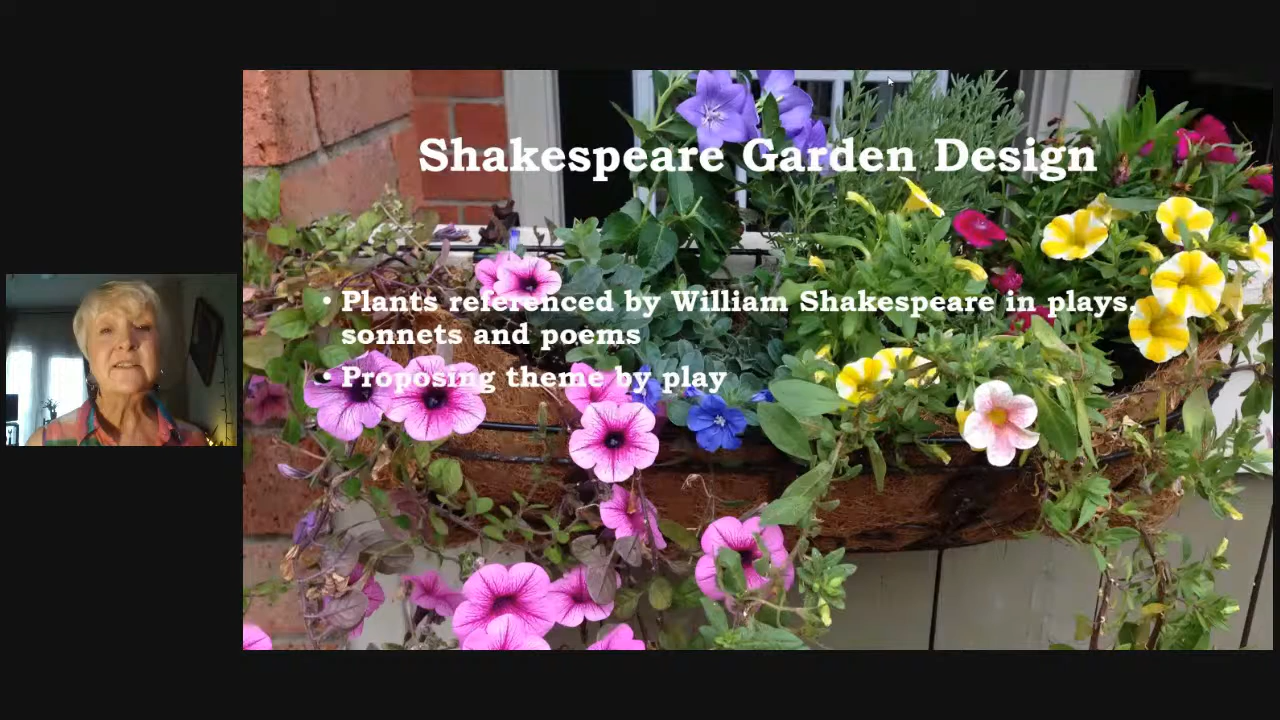 Shakespeare Garden Design
• Plants referenced by William Shakespeare in plays,
sonnets and poems
• Proposing theme by play